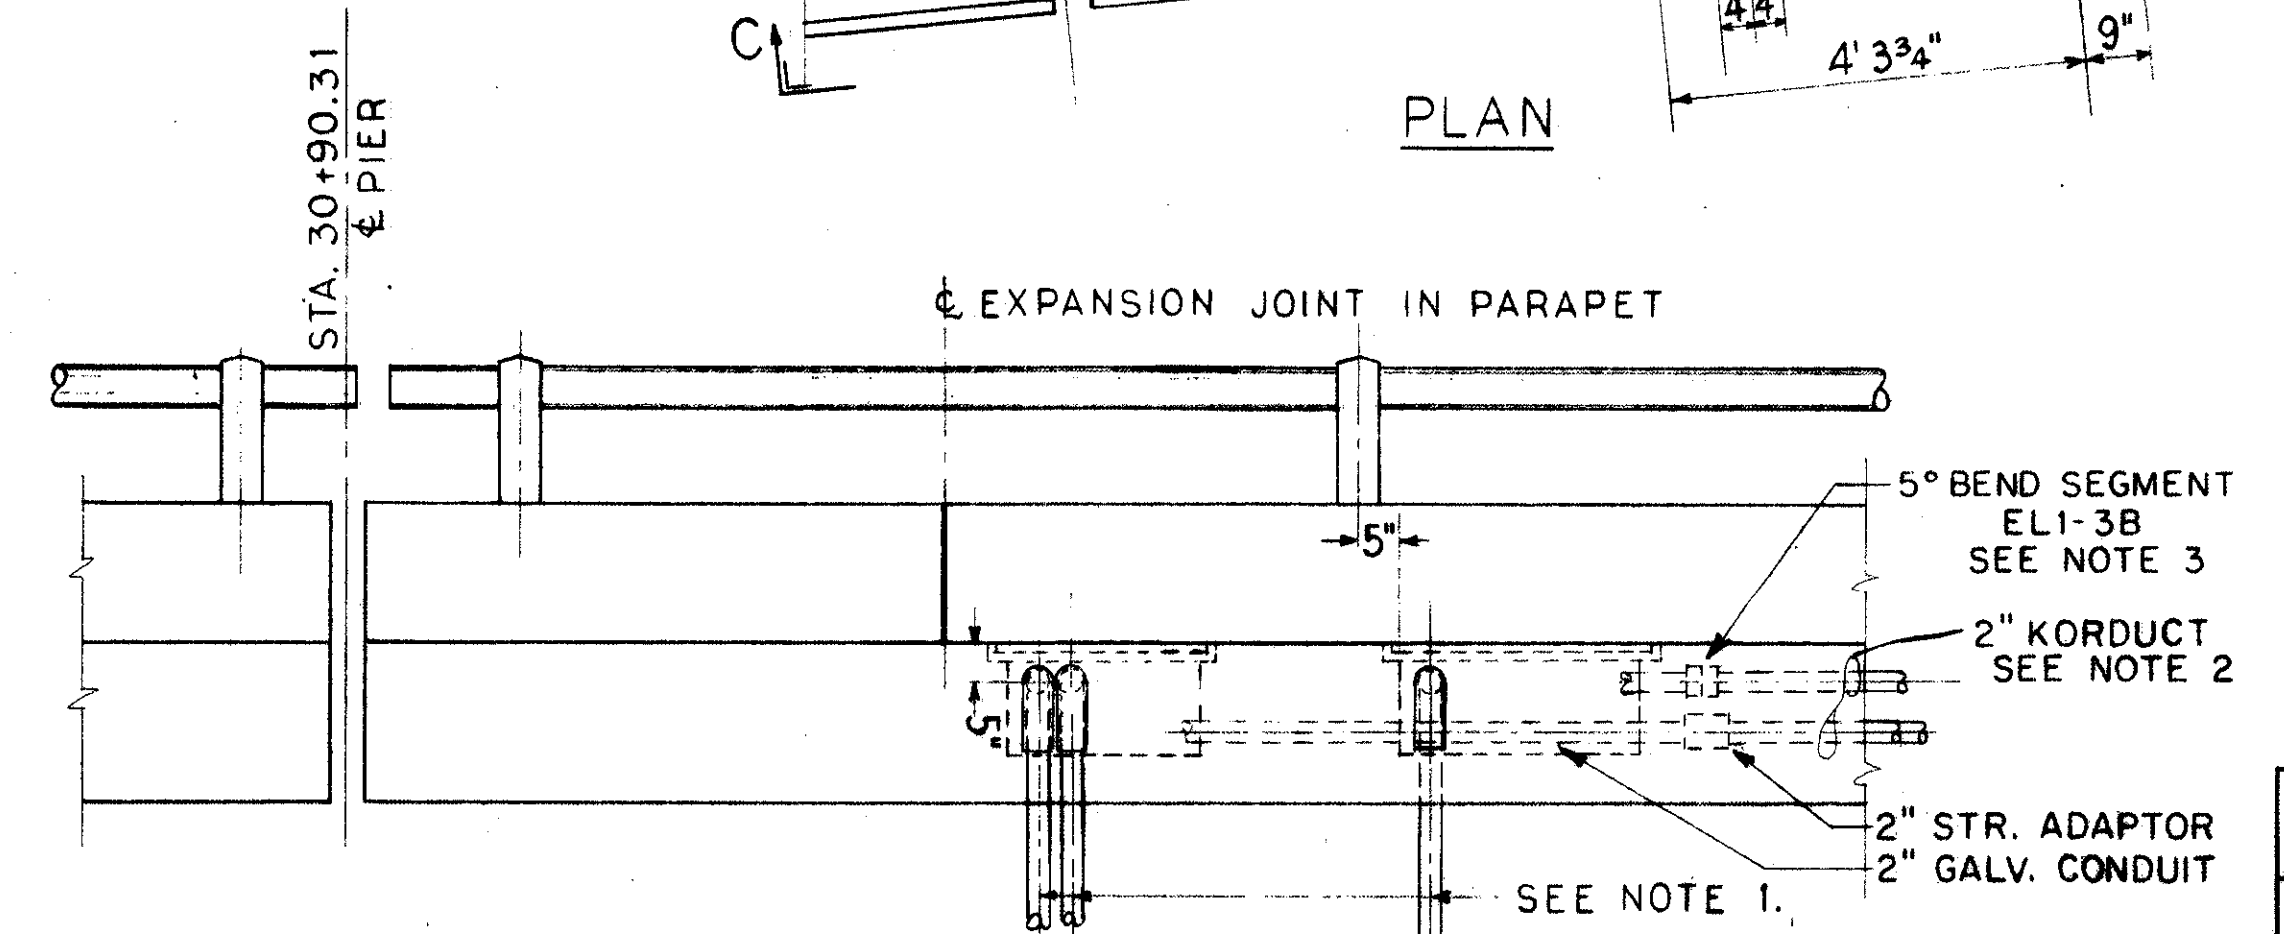 C
4 4
4' 3¾"
9"
PLAN
STA. 30+90.31
℄ PIER
℄ EXPANSION JOINT IN PARAPET
5"
5° BEND SEGMENT
EL1-3B
SEE NOTE 3
2" KORDUCT
SEE NOTE 2
5"
2" STR. ADAPTOR
2" GALV. CONDUIT
SEE NOTE 1.